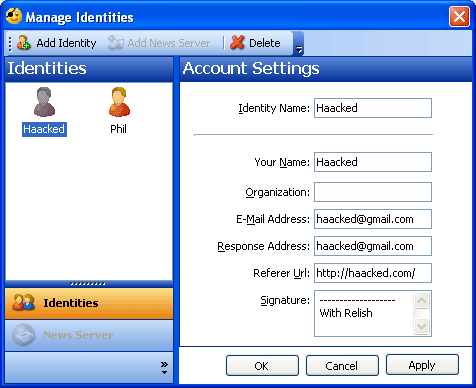 Manage Identities
Add Identity Add News Server Delete
Identities
Haacked Phil
Identities
News Server
»
Account Settings
Identity Name: Haacked
Your Name: Haacked
Organization:
E-Mail Address: haacked@gmail.com
Response Address: haacked@gmail.com
Referer Url: http://haacked.com/
Signature: -------------------
With Relish
OK Cancel Apply